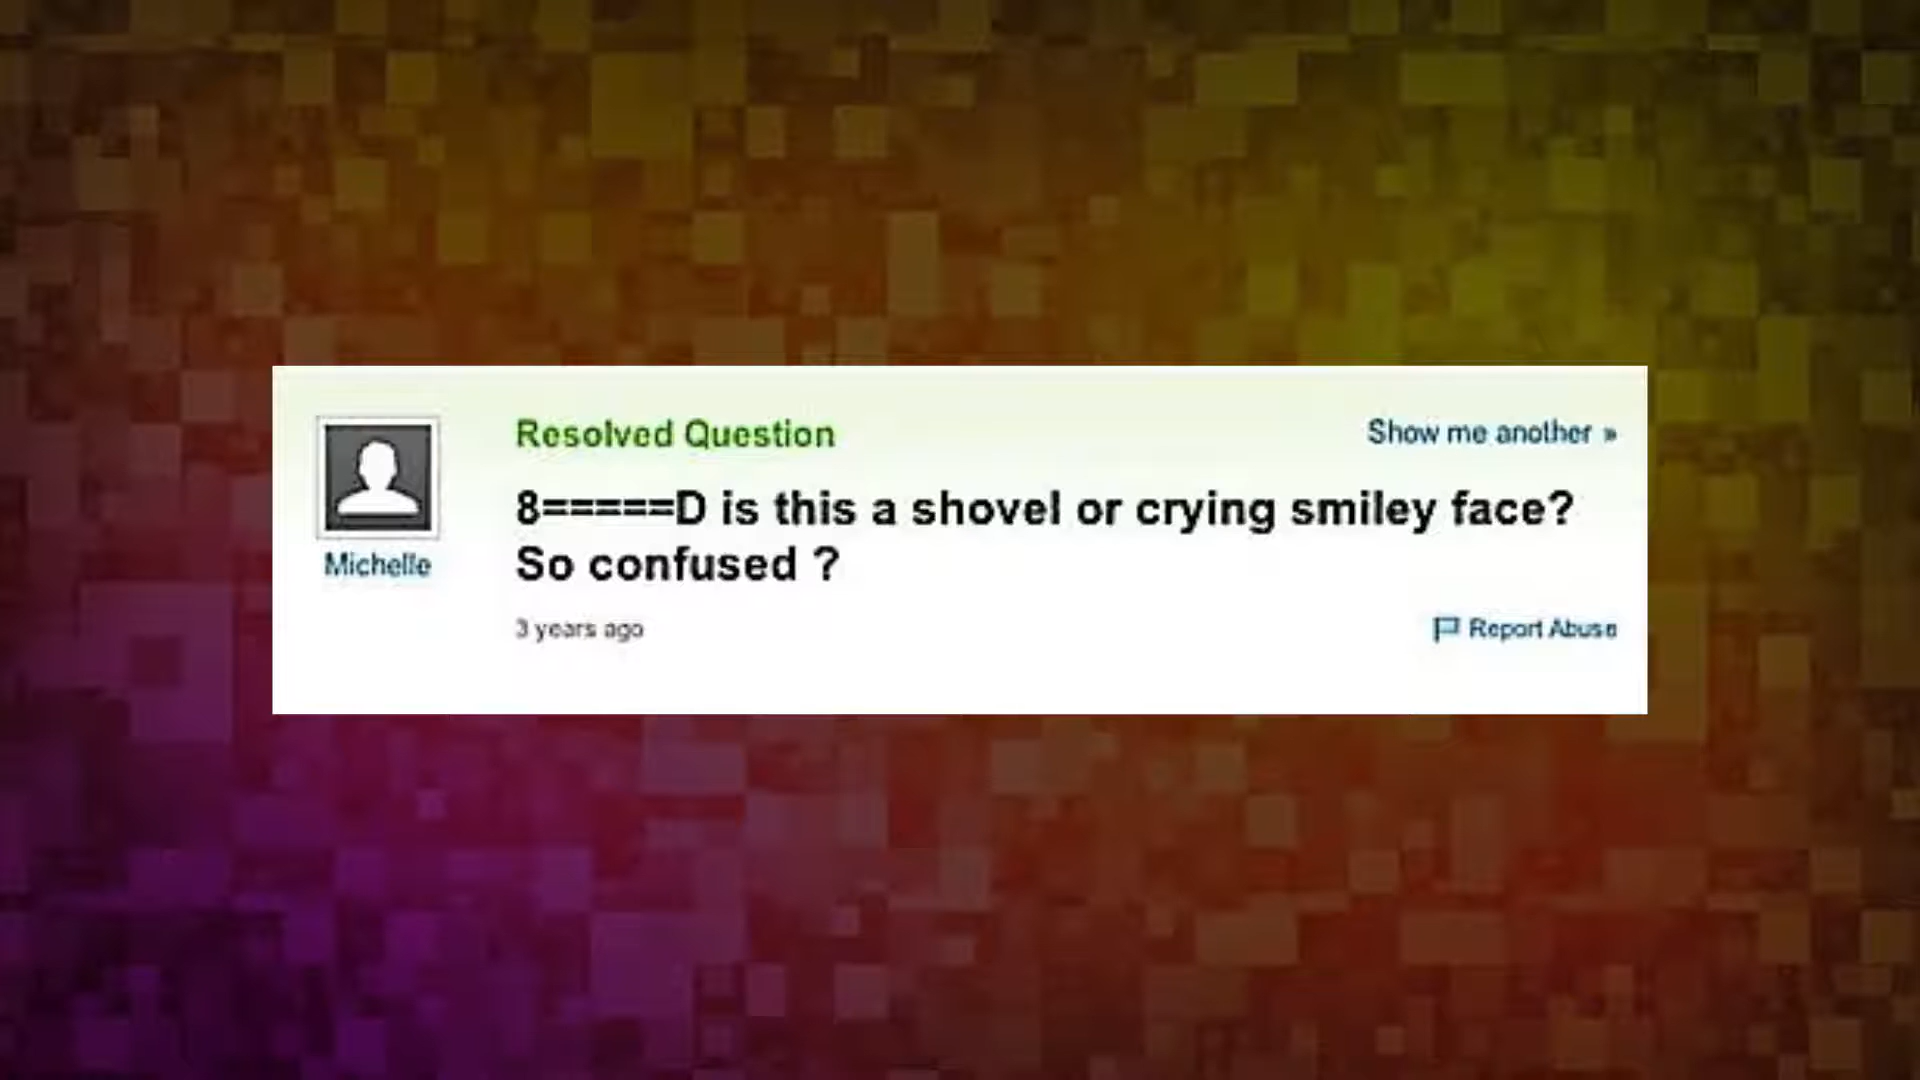 Resolved Question
Show me another »
8=====D is this a shovel or crying smiley face?
So confused ?
Michelle
3 years ago
Report Abuse